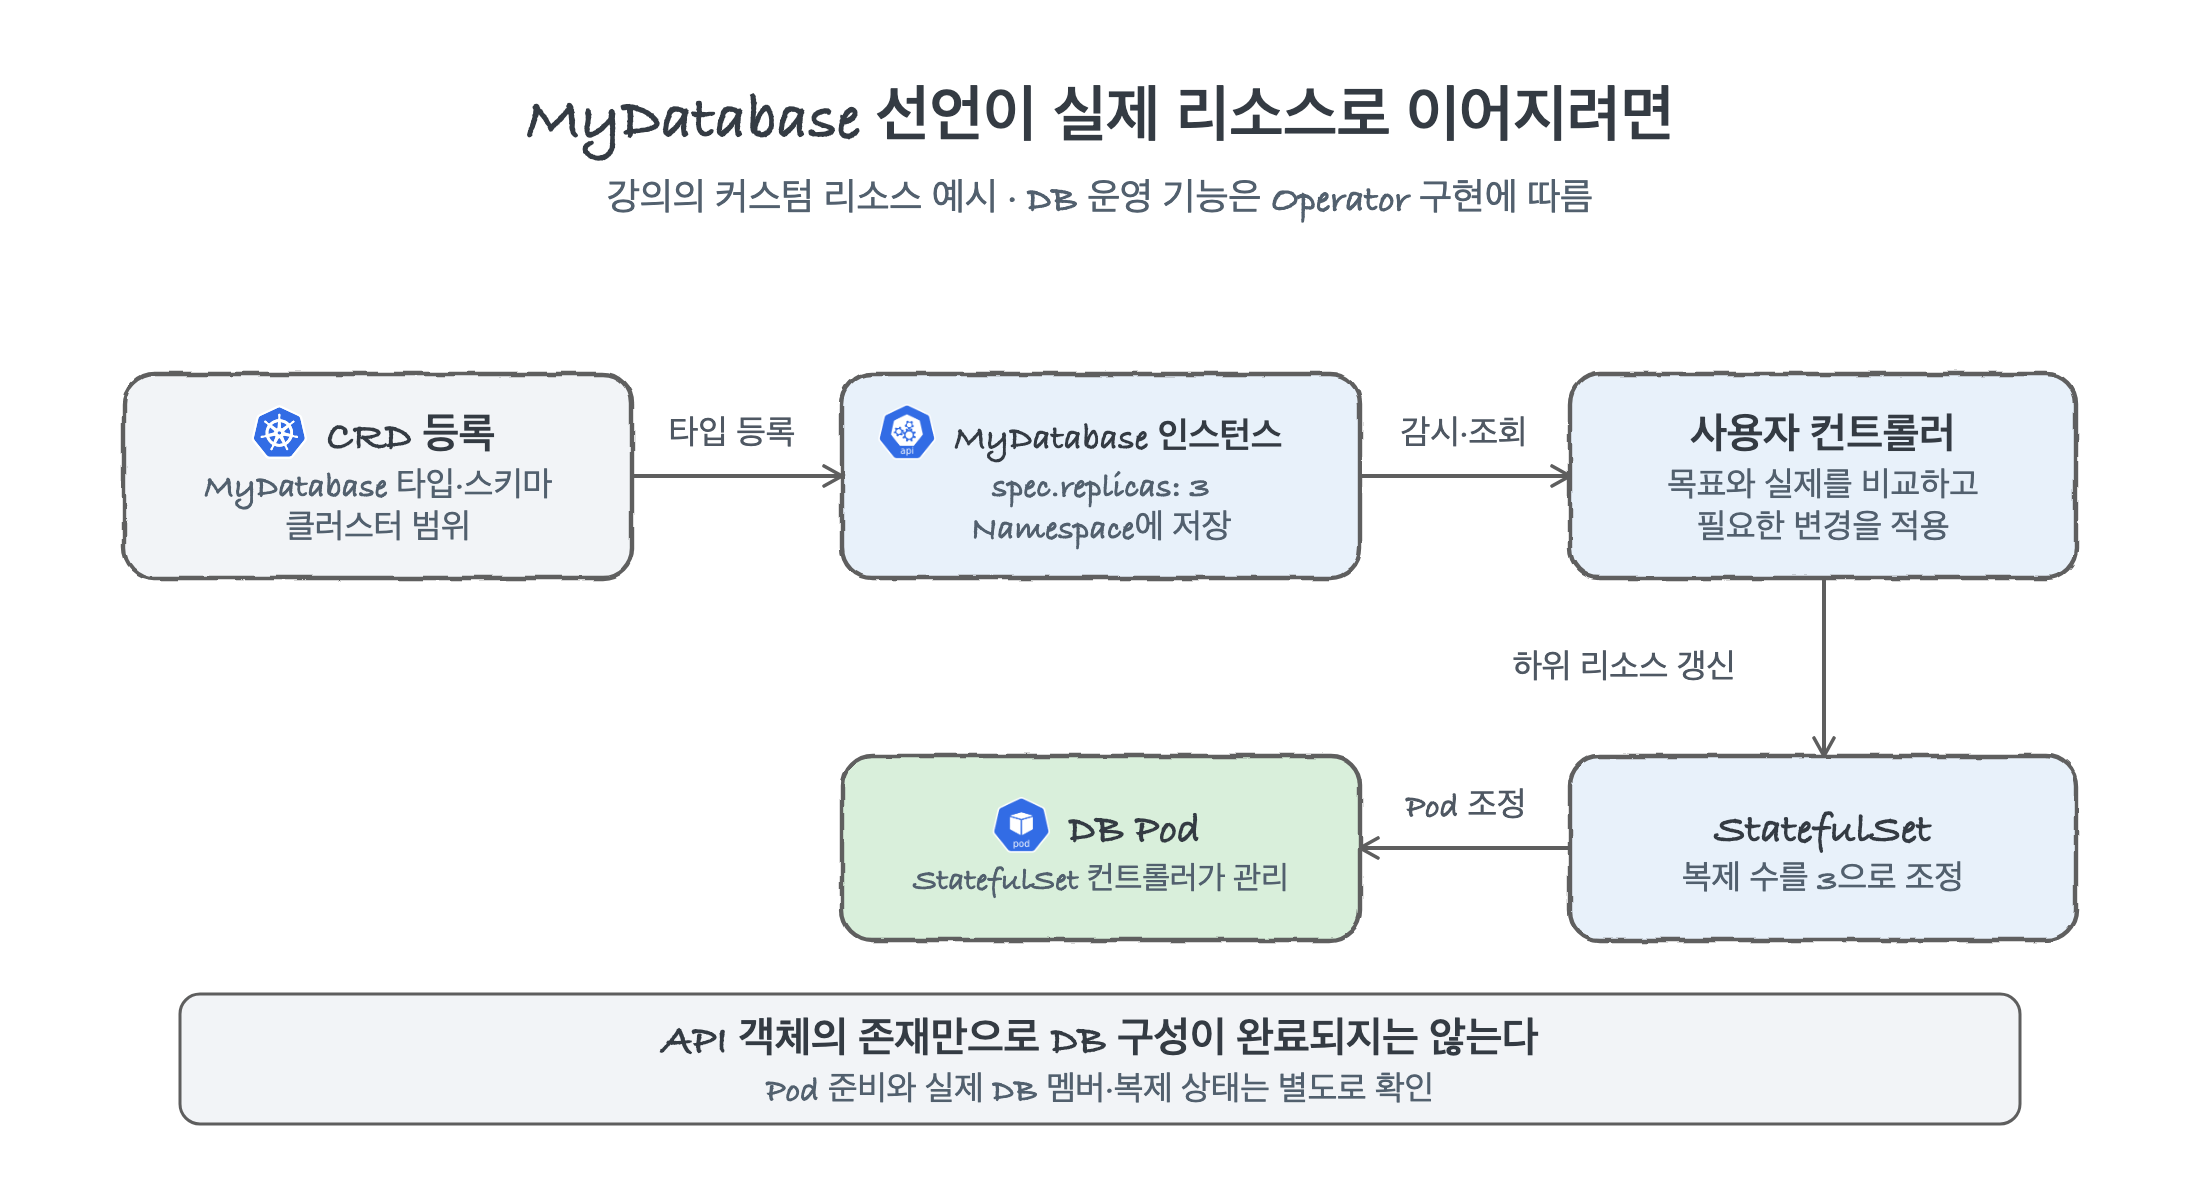 MyDatabase 선언이 실제 리소스로 이어지려면
강의의 커스텀 리소스 예시 · DB 운영 기능은 Operator 구현에 따름
CRD 등록
MyDatabase 타입·스키마
클러스터 범위
타입 등록
api
MyDatabase 인스턴스
spec.replicas: 3
Namespace에 저장
감시·조회
사용자 컨트롤러
목표와 실제를 비교하고
필요한 변경을 적용
하위 리소스 갱신
pod
DB Pod
StatefulSet 컨트롤러가 관리
Pod 조정
StatefulSet
복제 수를 3으로 조정
API 객체의 존재만으로 DB 구성이 완료되지는 않는다
Pod 준비와 실제 DB 멤버·복제 상태는 별도로 확인